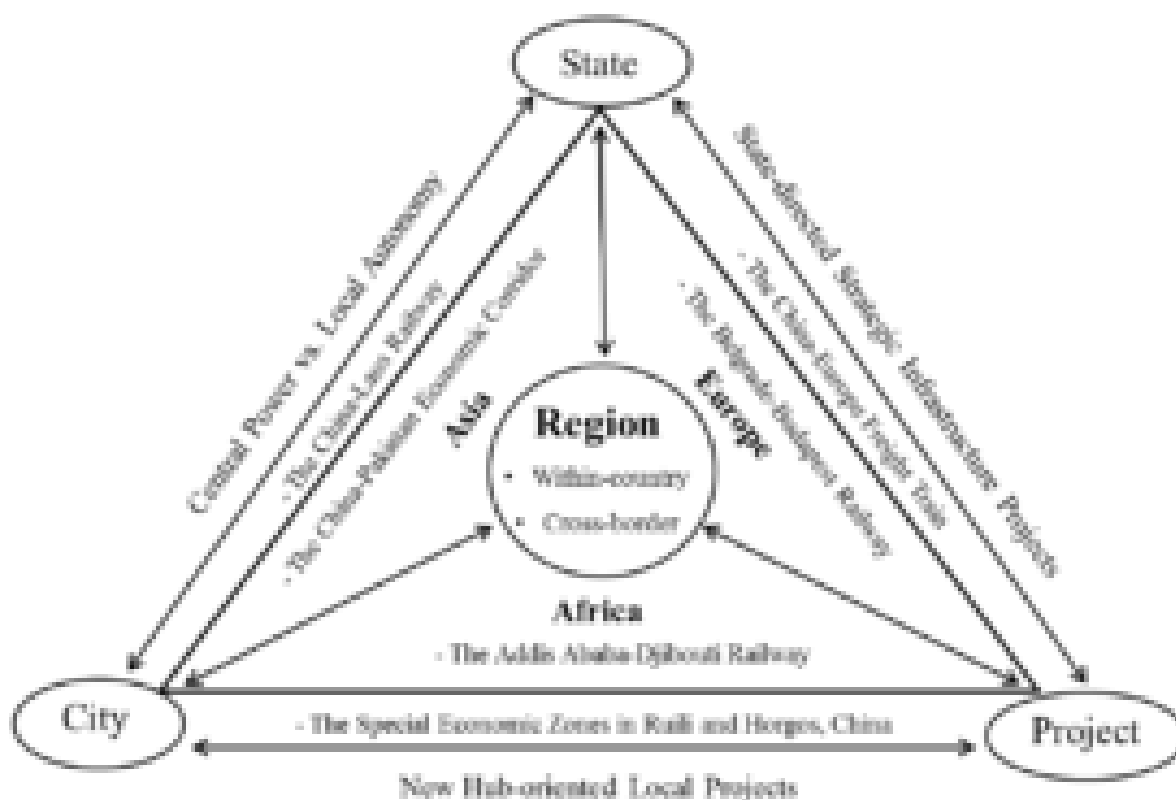 State
Central Power vs. Local Autonomy
- The China-Laos Railway
- The China-Pakistan Economic Corridor
Asia
State-directed Strategic Infrastructure Projects
- The China-Europe Freight Train
- The Belgrade-Budapest Railway
Europe
Region
• Within-country
• Cross-border
Africa
- The Addis Ababa-Djibouti Railway
City
Project
- The Special Economic Zones in Ruili and Horgos, China
New Hub-oriented Local Projects